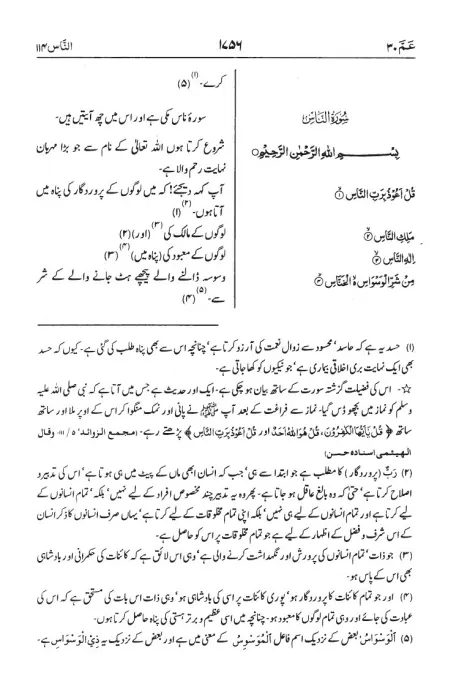 عَمَّ ۳۰
۱۷۵۶
النَّاس ۱۱۴
سُوْرَةُ النَّاسِ
بِسْمِ اللهِ الرَّحْمٰنِ الرَّحِيْمِ ○
قُلْ اَعُوْذُ بِرَبِّ النَّاسِ ۙ﴿۱﴾
مَلِكِ النَّاسِ ۙ﴿۲﴾
اِلٰهِ النَّاسِ ۙ﴿۳﴾
مِنْ شَرِّ الْوَسْوَاسِ ۙ الْخَنَّاسِ ۙ﴿۴﴾
کرے۔(۱) (۵)
سورۂ ناس مکی ہے اور اس میں چھ آیتیں ہیں۔
شروع کرتا ہوں اللہ تعالیٰ کے نام سے جو بڑا مہربان
نہایت رحم والا ہے۔
آپ کہہ دیجئے! کہ میں لوگوں کے پروردگار کی پناہ میں
آتا ہوں۔(۲) (۱)
لوگوں کے مالک کی(۳) (اور) (۲)
لوگوں کے معبود کی (پناہ میں)(۴) (۳)
وسوسہ ڈالنے والے پیچھے ہٹ جانے والے کے شر
سے۔(۵) (۴)
(۱) حسد یہ ہے کہ حاسد، محسود سے زوال نعمت کی آرزو کرتا ہے، چنانچہ اس سے بھی پناہ طلب کی گئی ہے۔ کیوں کہ حسد
بھی ایک نہایت بری اخلاقی بیماری ہے، جو نیکیوں کو کھا جاتی ہے۔
☆۔ اس کی فضیلت گزشتہ سورت کے ساتھ بیان ہو چکی ہے۔ ایک اور حدیث ہے جس میں آتا ہے کہ نبی صلی اللہ علیہ
وسلم کو نماز میں بچھو ڈس گیا۔ نماز سے فراغت کے بعد آپ ﷺ نے پانی اور نمک منگوا کر اس کے اوپر ملا اور ساتھ
ساتھ ﴿ قُلْ يٰٓاَيُّهَا الْكٰفِرُوْنَ، قُلْ هُوَ اللهُ اَحَدٌ اور قُلْ اَعُوْذُ بِرَبِّ النَّاسِ ﴾ پڑھتے رہے۔ (مجمع الزوائد، ۵/ ۱۱۱، وقال
الهيثمي إسناده حسن)
(۲) رَبٌّ (پروردگار) کا مطلب ہے جو ابتدا سے ہی، جب کہ انسان ابھی ماں کے پیٹ میں ہی ہوتا ہے، اس کی تدبیر و
اصلاح کرتا ہے، حتیٰ کہ وہ بالغ عاقل ہو جاتا ہے۔ پھر وہ یہ تدبیر چند مخصوص افراد کے لیے نہیں، بلکہ تمام انسانوں کے
لیے کرتا ہے اور تمام انسانوں کے لیے ہی نہیں، بلکہ اپنی تمام مخلوقات کے لیے کرتا ہے، یہاں صرف انسانوں کا ذکر انسان
کے اس شرف و فضل کے اظہار کے لیے ہے جو تمام مخلوقات پر اس کو حاصل ہے۔
(۳) جو ذات، تمام انسانوں کی پرورش اور نگہداشت کرنے والی ہے، وہی اس لائق ہے کہ کائنات کی حکمرانی اور بادشاہی
بھی اس کے پاس ہو۔
(۴) اور جو تمام کائنات کا پروردگار ہو، پوری کائنات پر اسی کی بادشاہی ہو، وہی ذات اس بات کی مستحق ہے کہ اس کی
عبادت کی جائے اور وہی تمام لوگوں کا معبود ہو۔ چنانچہ میں اسی عظیم و برتر ہستی کی پناہ حاصل کرتا ہوں۔
(۵) اَلْوَسْوَاسُ، بعض کے نزدیک اسم فاعل اَلْمُوَسْوِسُ کے معنی میں ہے اور بعض کے نزدیک یہ ذِي الْوَسْوَاسِ ہے۔